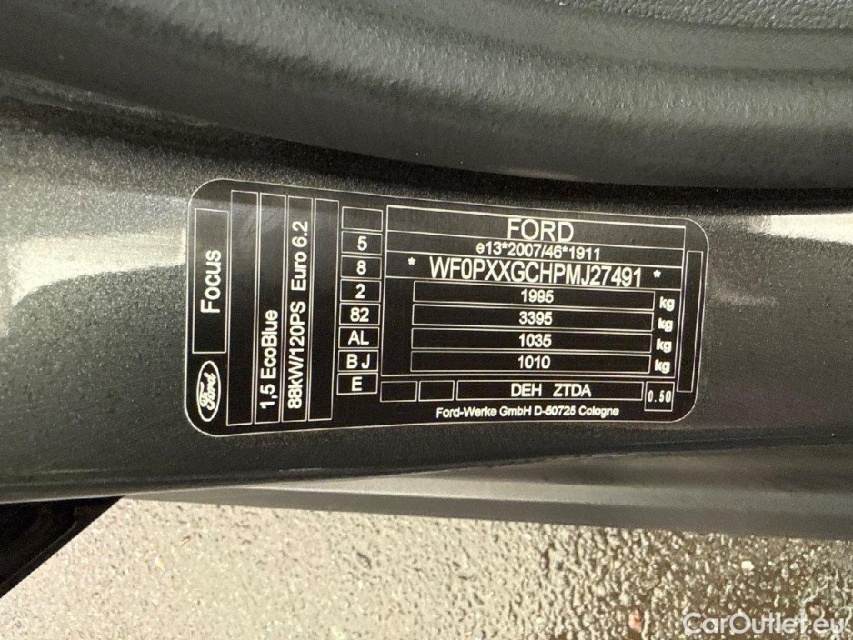 Focus
Ford
1,5 EcoBlue
88kW/120PS Euro 6.2
5
8
2
82
AL
B J
E
FORD
e13*2007/46*1911
* WF0PXXGCHPMJ27491 *
1995 kg
3395 kg
1035 kg
1010 kg
DEH ZTDA 0.50
Ford-Werke GmbH D-50725 Cologne
CarOutlet.eu